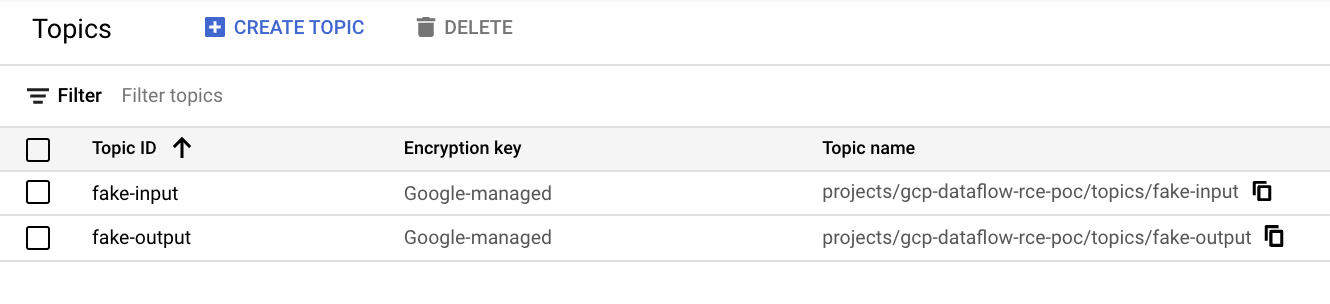 Topics CREATE TOPIC DELETE
Filter Filter topics
Topic ID Encryption key Topic name
fake-input Google-managed projects/gcp-dataflow-rce-poc/topics/fake-input
fake-output Google-managed projects/gcp-dataflow-rce-poc/topics/fake-output